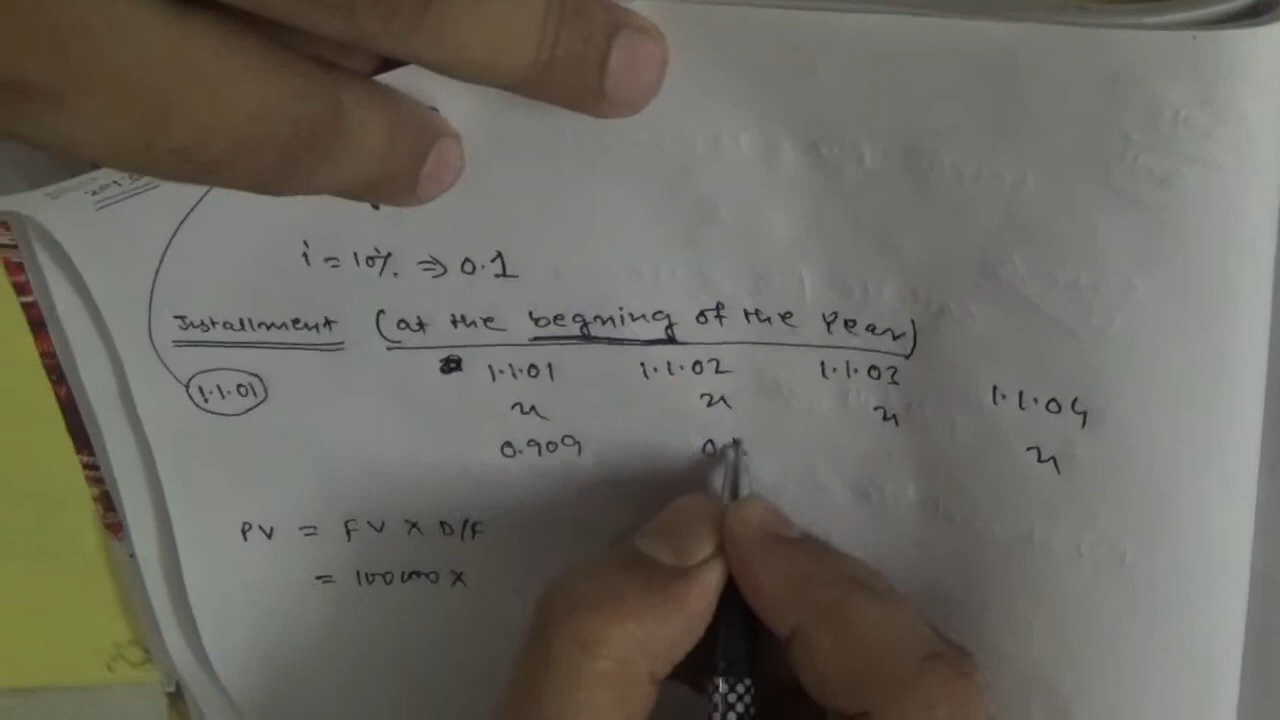 i = 10% ⇒ 0.1
Installment (at the begning of the Year)
1.1.01 1.1.01 1.1.02 1.1.03 1.1.04
x x x x
0.909 0.
PV = FV X D/F
= 100000 x